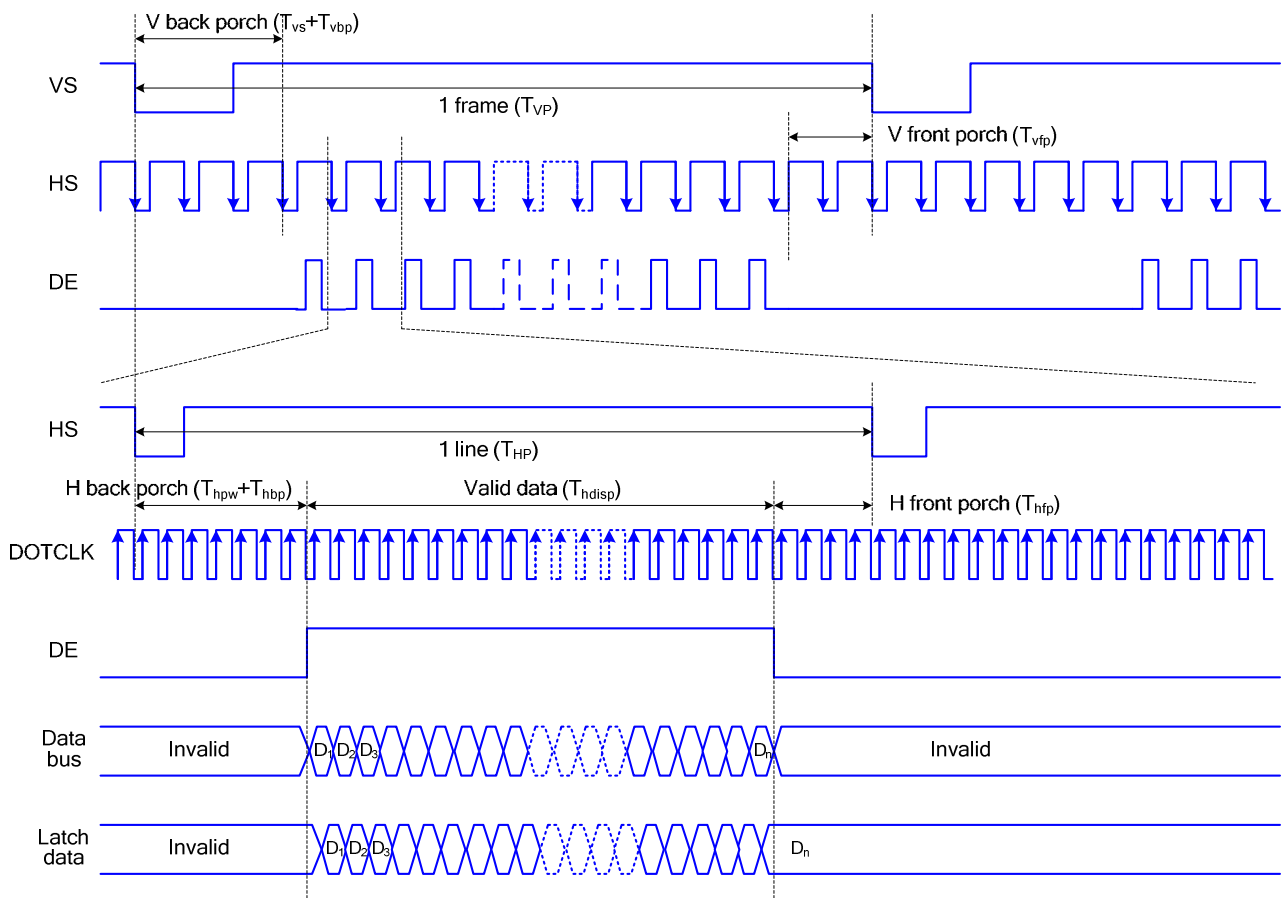 V back porch (Tvs+Tvbp)
VS
1 frame (TVP)
V front porch (Tvfp)
HS
DE
HS
1 line (THP)
H back porch (Thpw+Thbp)
Valid data (Thdisp)
H front porch (Thfp)
DOTCLK
DE
Data
bus
Invalid
D1 D2 D3
Dn
Invalid
Latch
data
Invalid
D1 D2 D3
Dn